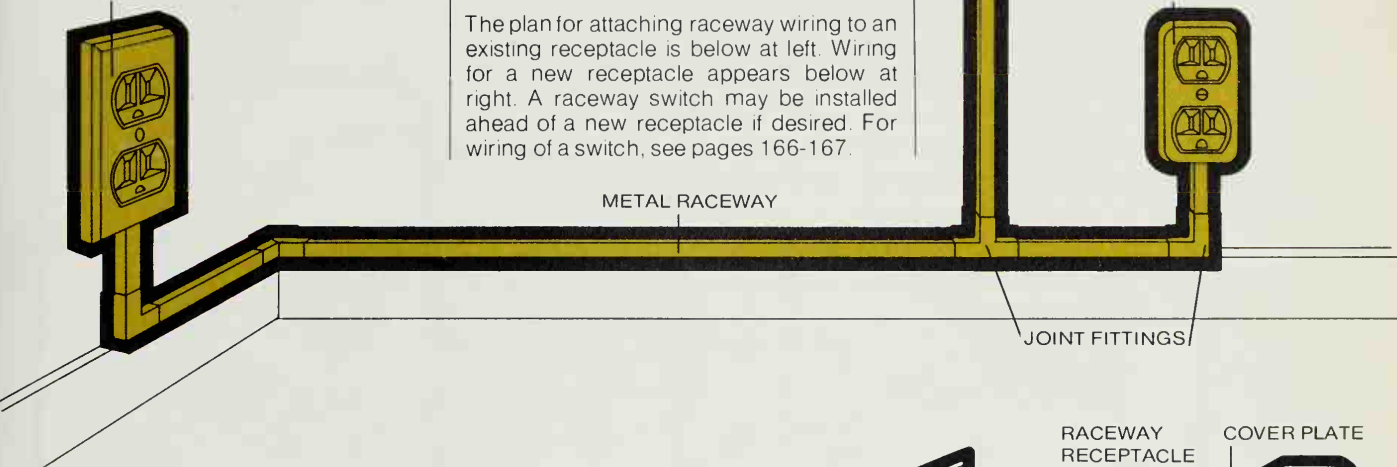 The plan for attaching raceway wiring to an
existing receptacle is below at left. Wiring
for a new receptacle appears below at
right. A raceway switch may be installed
ahead of a new receptacle if desired. For
wiring of a switch, see pages 166-167.
METAL RACEWAY
JOINT FITTINGS
RACEWAY
RECEPTACLE
COVER PLATE